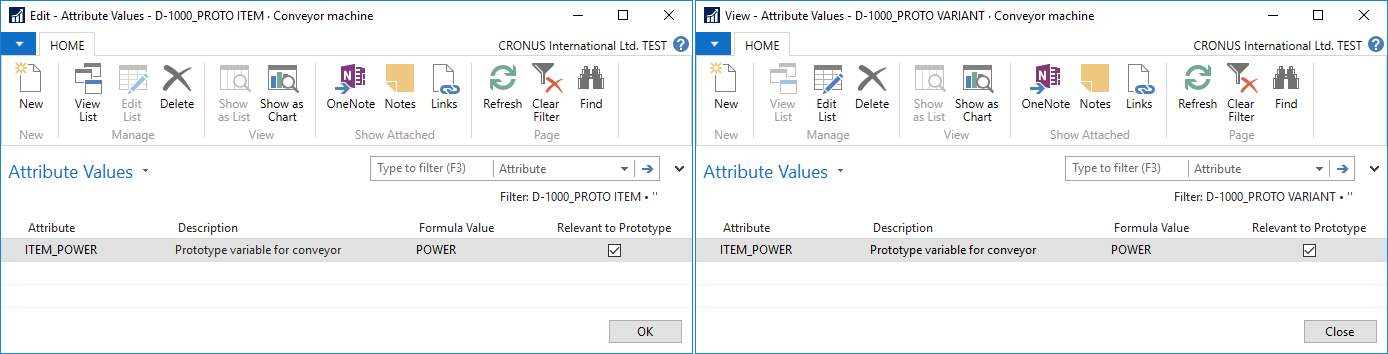 Edit - Attribute Values - D-1000_PROTO ITEM · Conveyor machine
HOME
CRONUS International Ltd. TEST ?
New
View List
Edit List
Delete
Show as List
Show as Chart
OneNote
Notes
Links
Refresh
Clear Filter
Find
New
Manage
View
Show Attached
Page
Attribute Values
Type to filter (F3)
Attribute
Filter: D-1000_PROTO ITEM • ''
Attribute Description Formula Value Relevant to Prototype
ITEM_POWER Prototype variable for conveyor POWER
OK
View - Attribute Values - D-1000_PROTO VARIANT · Conveyor machine
HOME
CRONUS International Ltd. TEST ?
New
View List
Edit List
Delete
Show as List
Show as Chart
OneNote
Notes
Links
Refresh
Clear Filter
Find
New
Manage
View
Show Attached
Page
Attribute Values
Type to filter (F3)
Attribute
Filter: D-1000_PROTO VARIANT • ''
Attribute Description Formula Value Relevant to Prototype
ITEM_POWER Prototype variable for conveyor POWER
Close